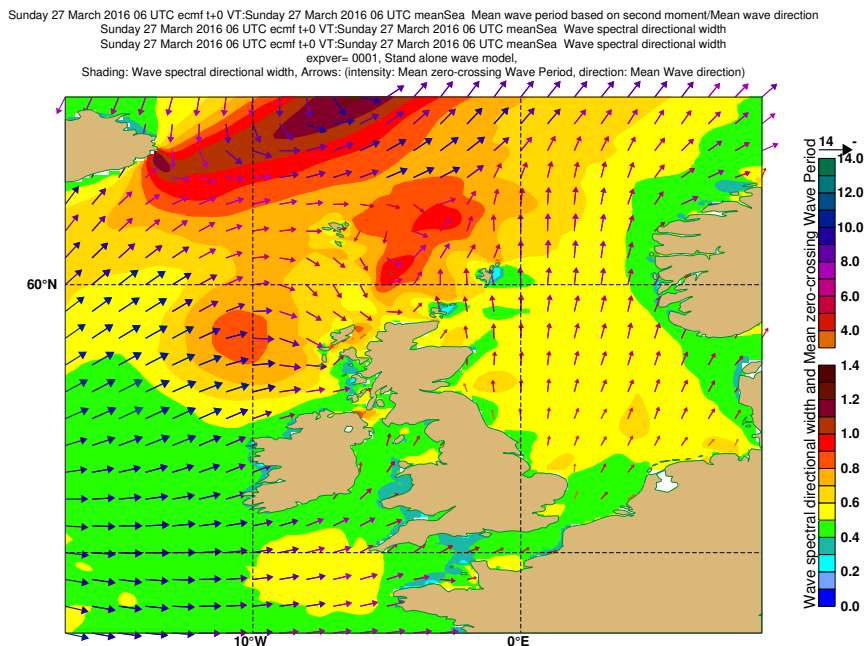 Sunday 27 March 2016 06 UTC ecmf t+0 VT:Sunday 27 March 2016 06 UTC meanSea Mean wave period based on second moment/Mean wave direction
Sunday 27 March 2016 06 UTC ecmf t+0 VT:Sunday 27 March 2016 06 UTC meanSea Wave spectral directional width
Sunday 27 March 2016 06 UTC ecmf t+0 VT:Sunday 27 March 2016 06 UTC meanSea Wave spectral directional width
expver= 0001, Stand alone wave model,
Shading: Wave spectral directional width, Arrows: (intensity: Mean zero-crossing Wave Period, direction: Mean Wave direction)
60°N
10°W
0°E
Wave spectral directional width and Mean zero-crossing Wave Period
14 -
14.0
12.0
10.0
8.0
6.0
4.0
1.4
1.2
1.0
0.8
0.6
0.4
0.2
0.0